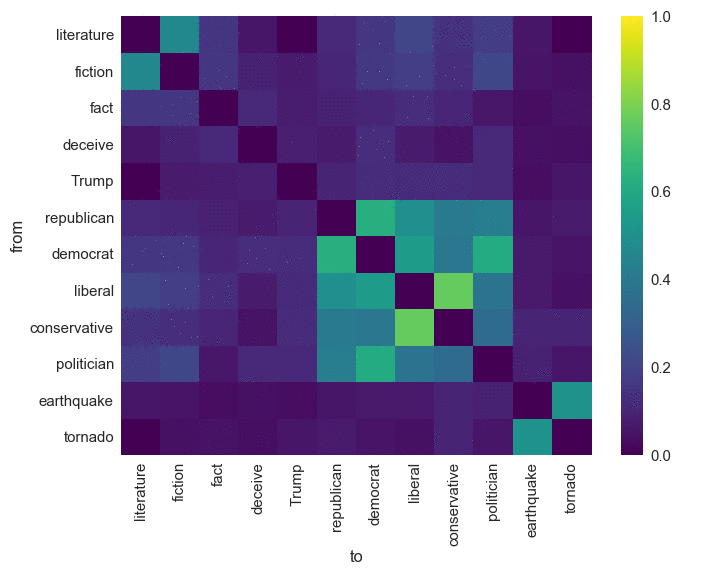 from
literature
fiction
fact
deceive
Trump
republican
democrat
liberal
conservative
politician
earthquake
tornado
literature
fiction
fact
deceive
Trump
republican
democrat
liberal
conservative
politician
earthquake
tornado
to
1.0
0.8
0.6
0.4
0.2
0.0